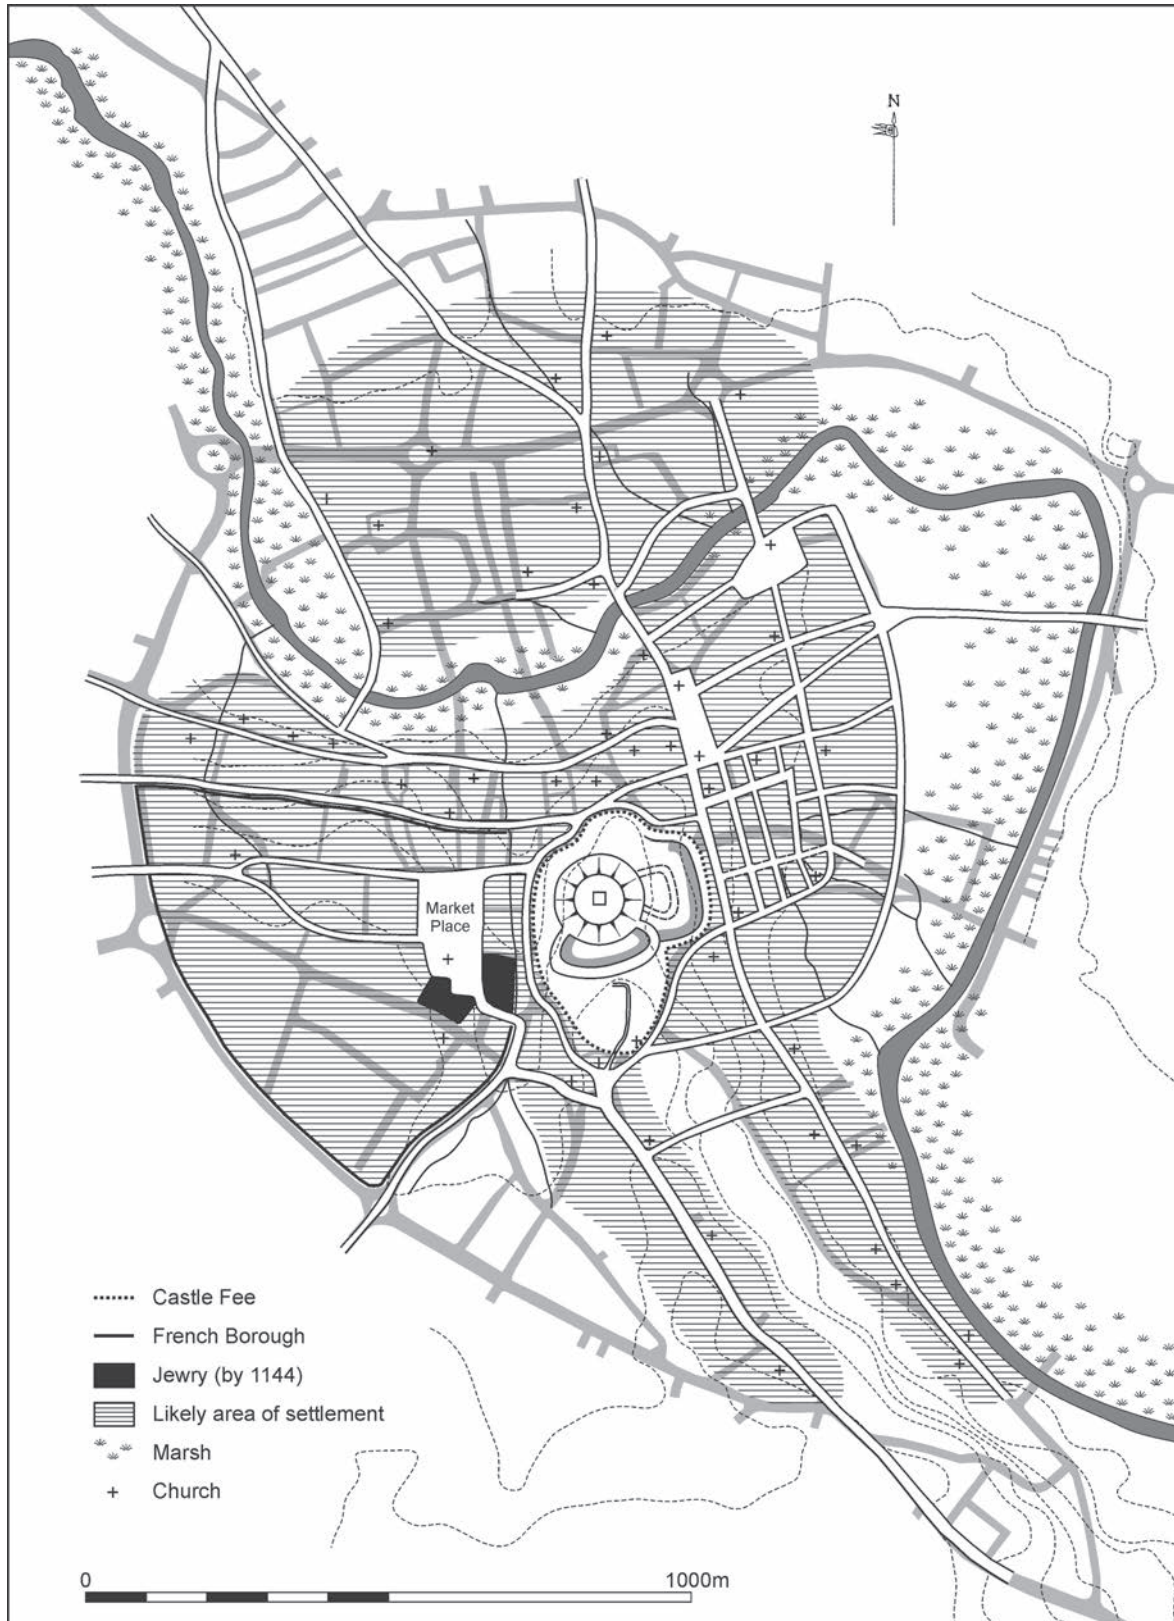 N
Market
Place
Castle Fee
French Borough
Jewry (by 1144)
Likely area of settlement
Marsh
Church
0
1000m